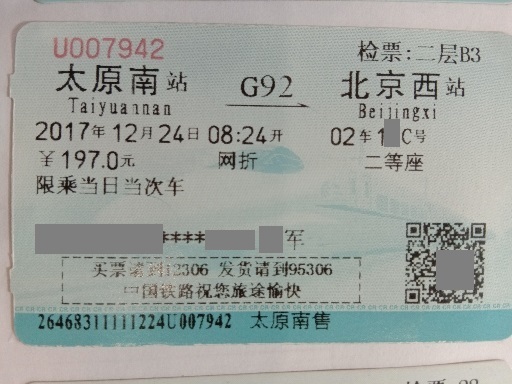 U007942 检票:二层B3
太原南站 G92 北京西站
Taiyuannan Beijingxi
2017年12月24日 08:24开 02车1 C号
￥197.0元 网折 二等座
限乘当日当次车
**** 军
买票请到12306 发货请到95306
中国铁路祝您旅途愉快
26468311111224U007942 太原南售